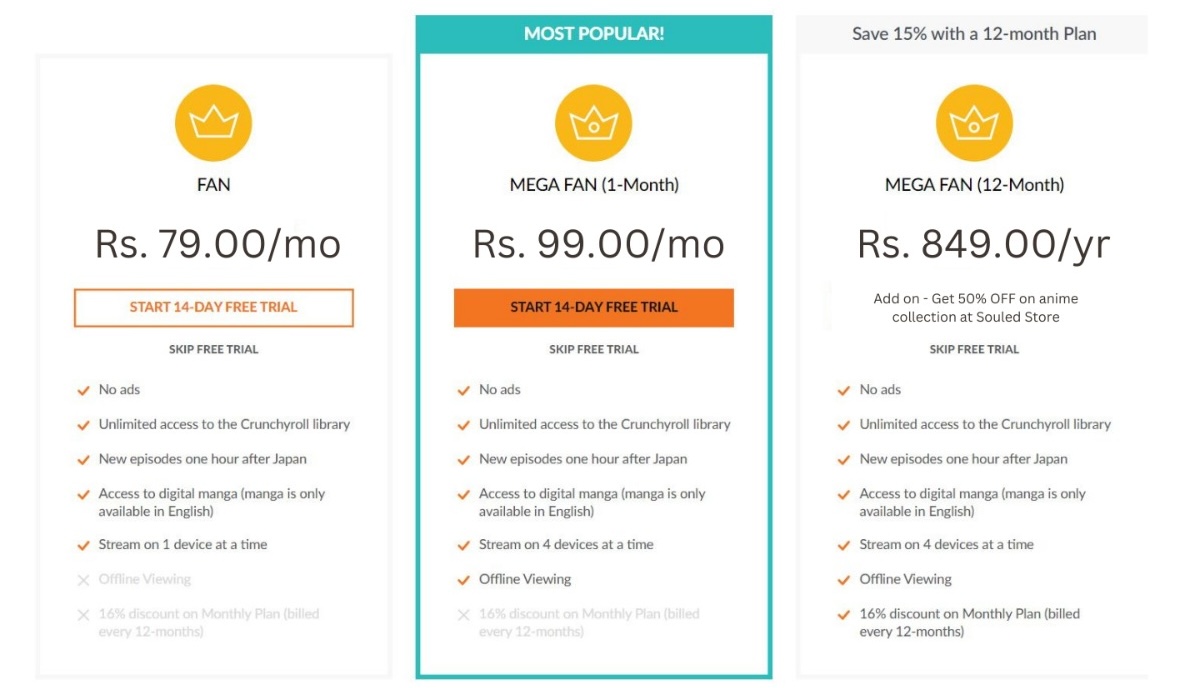 FAN
Rs. 79.00/mo
START 14-DAY FREE TRIAL
SKIP FREE TRIAL
No ads
Unlimited access to the Crunchyroll library
New episodes one hour after Japan
Access to digital manga (manga is only
available in English)
Stream on 1 device at a time
Offline Viewing
16% discount on Monthly Plan (billed
every 12-months)
MOST POPULAR!
MEGA FAN (1-Month)
Rs. 99.00/mo
START 14-DAY FREE TRIAL
SKIP FREE TRIAL
No ads
Unlimited access to the Crunchyroll library
New episodes one hour after Japan
Access to digital manga (manga is only
available in English)
Stream on 4 devices at a time
Offline Viewing
16% discount on Monthly Plan (billed
every 12-months)
Save 15% with a 12-month Plan
MEGA FAN (12-Month)
Rs. 849.00/yr
Add on - Get 50% OFF on anime
collection at Souled Store
SKIP FREE TRIAL
No ads
Unlimited access to the Crunchyroll library
New episodes one hour after Japan
Access to digital manga (manga is only
available in English)
Stream on 4 devices at a time
Offline Viewing
16% discount on Monthly Plan (billed
every 12-months)